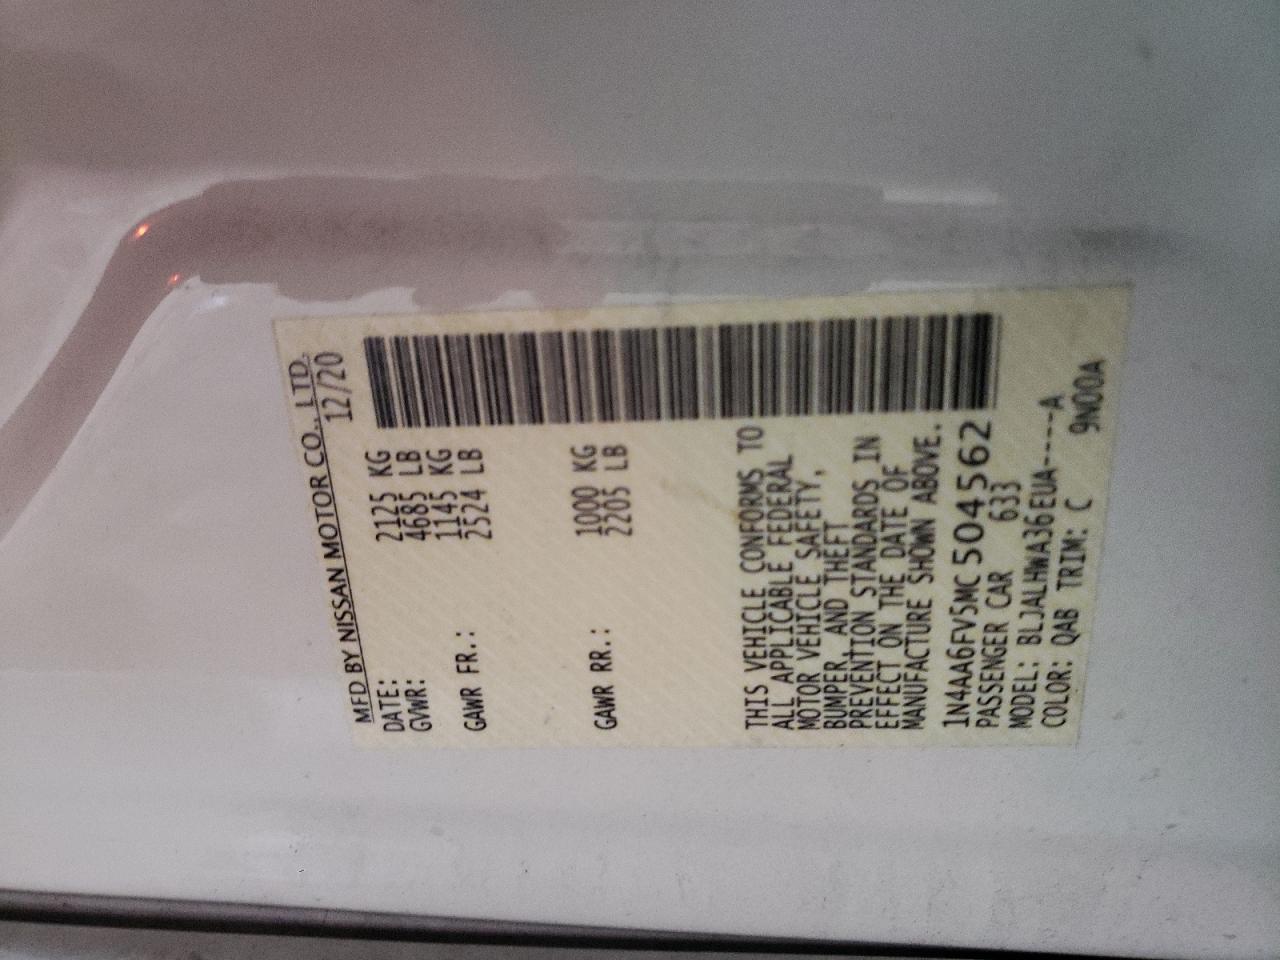 MFD BY NISSAN MOTOR CO., LTD.
DATE: 12/20
GVWR: 2125 KG
4685 LB
GAWR FR.: 1145 KG
2524 LB
GAWR RR.: 1000 KG
2205 LB
THIS VEHICLE CONFORMS TO
ALL APPLICABLE FEDERAL
MOTOR VEHICLE SAFETY,
BUMPER, AND THEFT
PREVENTION STANDARDS IN
EFFECT ON THE DATE OF
MANUFACTURE SHOWN ABOVE.
1N4AA6FV5MC504562
PASSENGER CAR 633
MODEL: BLJALHWA36EUA-----A
COLOR: QAB TRIM: C 9N00A